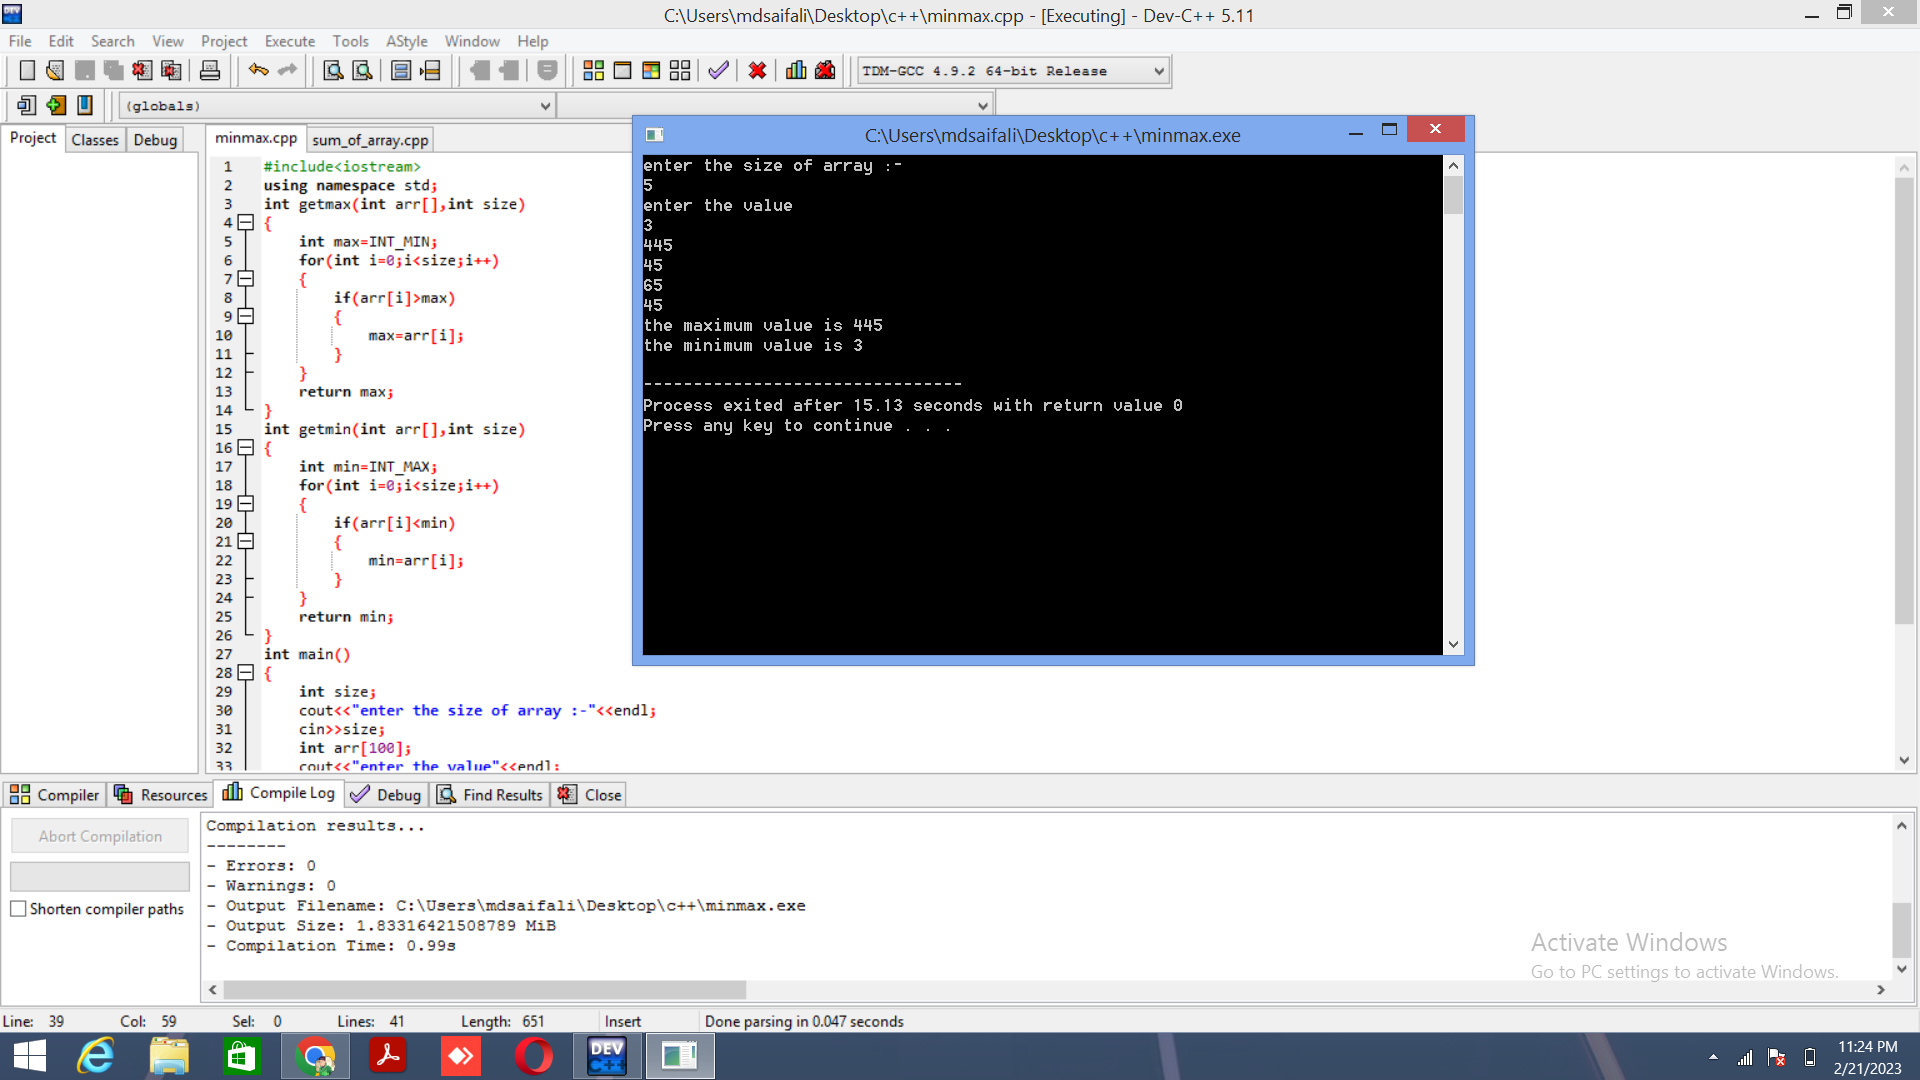 C:\Users\mdsaifali\Desktop\c++\minmax.cpp - [Executing] - Dev-C++ 5.11
File Edit Search View Project Execute Tools AStyle Window Help
TDM-GCC 4.9.2 64-bit Release
(globals)
Project Classes Debug
minmax.cpp sum_of_array.cpp
1 #include<iostream>
2 using namespace std;
3 int getmax(int arr[],int size)
4 {
5 int max=INT_MIN;
6 for(int i=0;i<size;i++)
7 {
8 if(arr[i]>max)
9 {
10 max=arr[i];
11 }
12 }
13 return max;
14 }
15 int getmin(int arr[],int size)
16 {
17 int min=INT_MAX;
18 for(int i=0;i<size;i++)
19 {
20 if(arr[i]<min)
21 {
22 min=arr[i];
23 }
24 }
25 return min;
26 }
27 int main()
28 {
29 int size;
30 cout<<"enter the size of array :-"<<endl;
31 cin>>size;
32 int arr[100];
33 cout<<"enter the value"<<endl;
C:\Users\mdsaifali\Desktop\c++\minmax.exe
enter the size of array :-
5
enter the value
3
445
45
65
45
the maximum value is 445
the minimum value is 3
--------------------------------
Process exited after 15.13 seconds with return value 0
Press any key to continue . . .
Compiler Resources Compile Log Debug Find Results Close
Abort Compilation
Shorten compiler paths
Compilation results...
--------
- Errors: 0
- Warnings: 0
- Output Filename: C:\Users\mdsaifali\Desktop\c++\minmax.exe
- Output Size: 1.83316421508789 MiB
- Compilation Time: 0.99s
Activate Windows
Go to PC settings to activate Windows.
Line: 39 Col: 59 Sel: 0 Lines: 41 Length: 651 Insert Done parsing in 0.047 seconds
DEV
C++
11:24 PM
2/21/2023